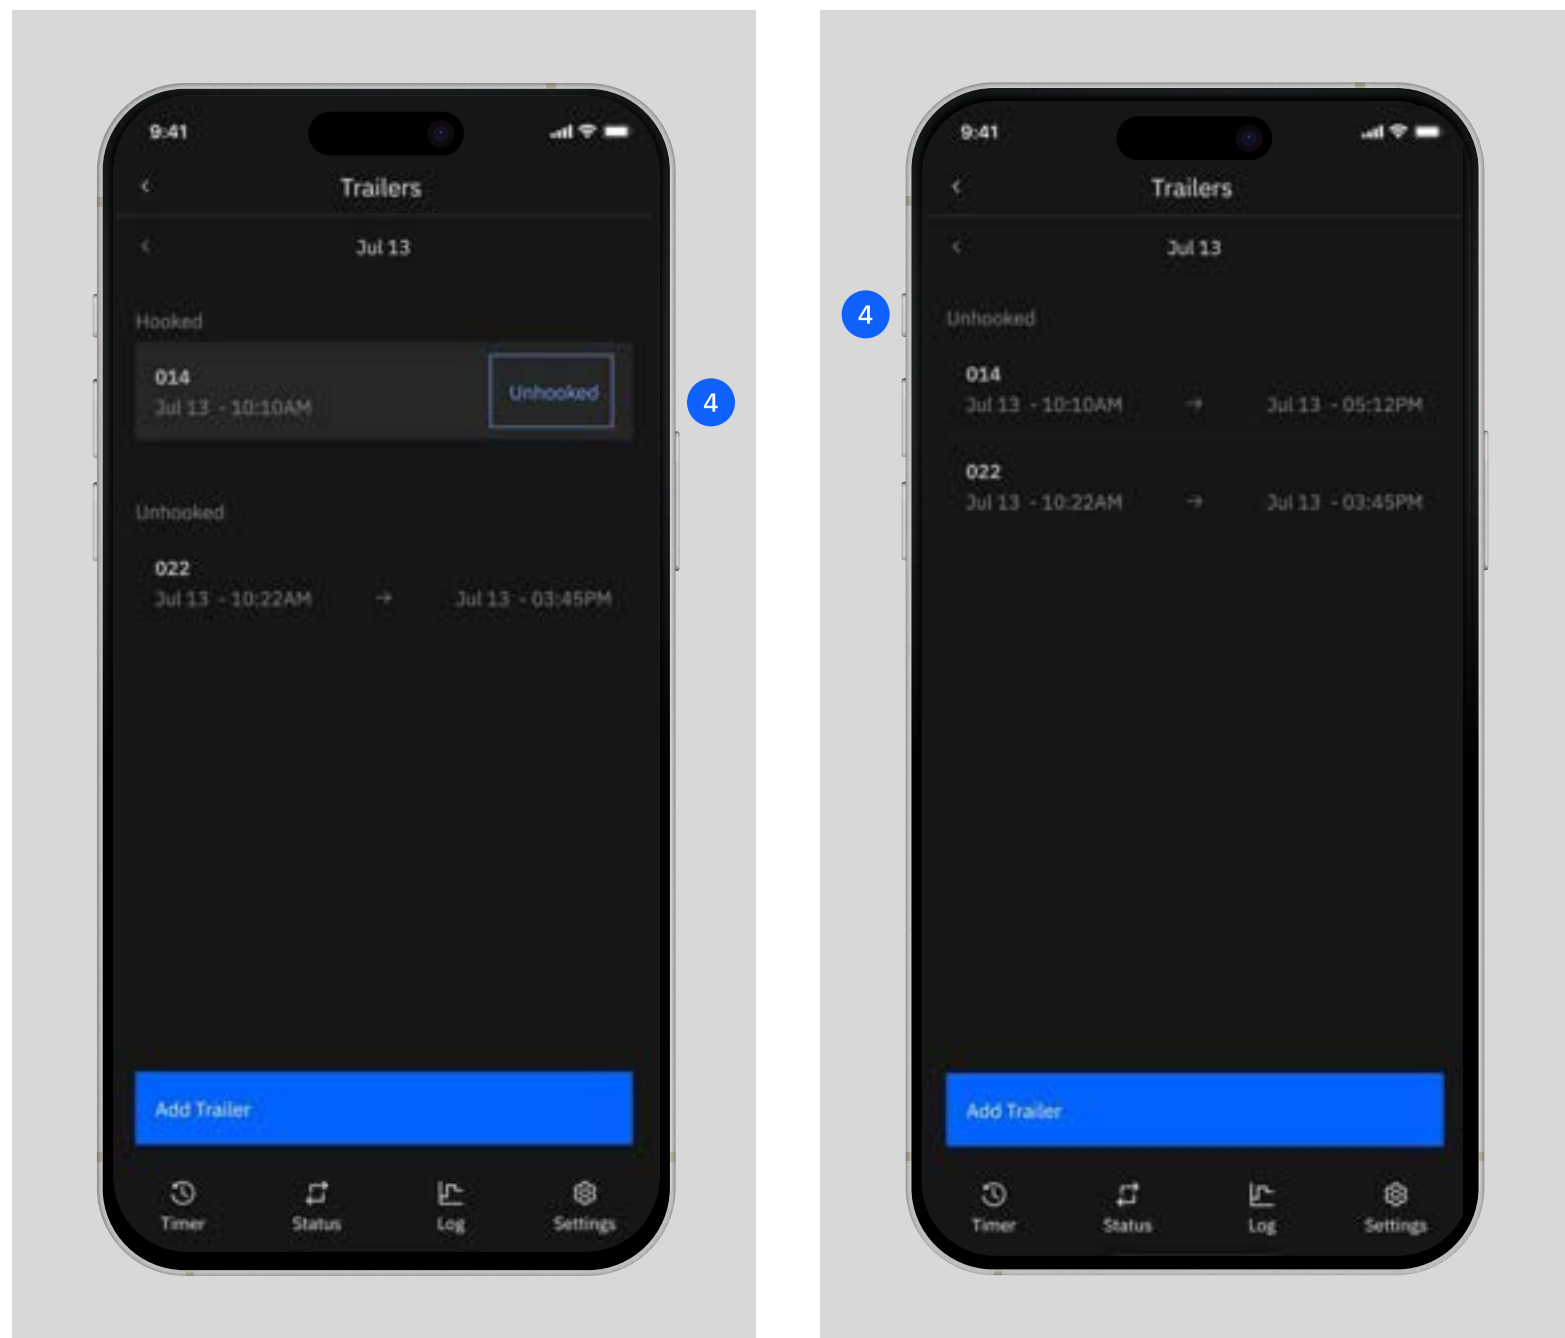 9:41
Trailers
Jul 13
Hooked
014
Jul 13 - 10:10AM
Unhooked
4
Unhooked
022
Jul 13 - 10:22AM → Jul 13 - 03:45PM
Add Trailer
Timer Status Log Settings
9:41
Trailers
Jul 13
4
Unhooked
014
Jul 13 - 10:10AM → Jul 13 - 05:12PM
022
Jul 13 - 10:22AM → Jul 13 - 03:45PM
Add Trailer
Timer Status Log Settings